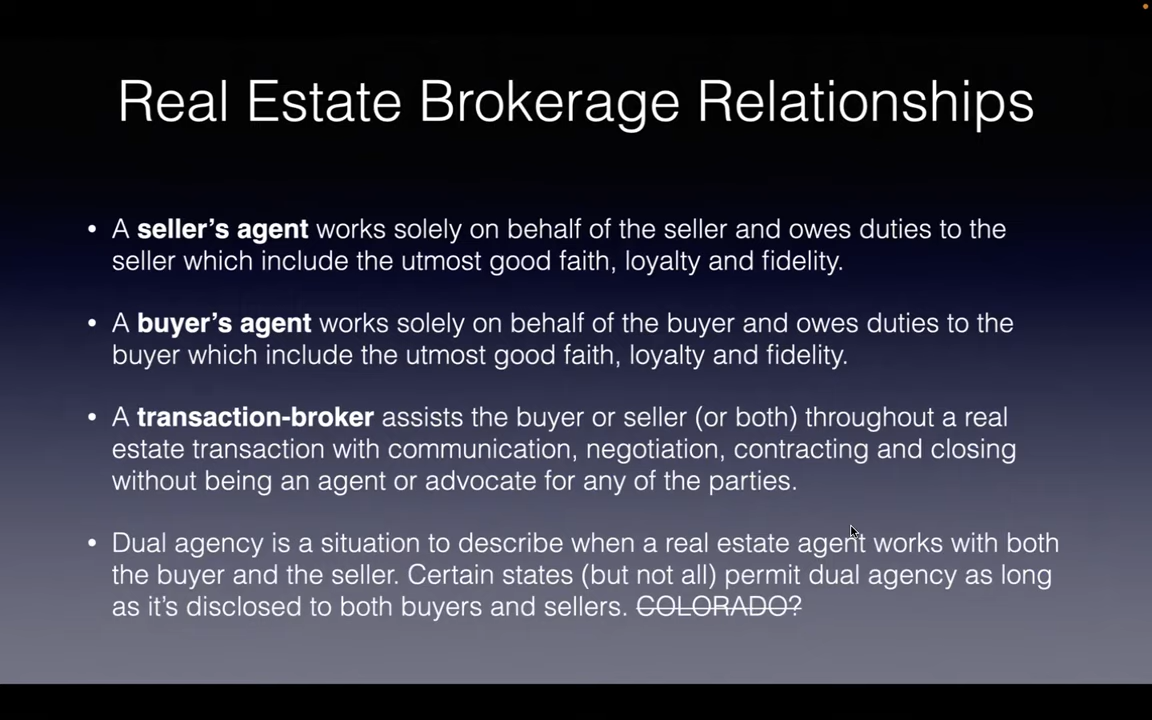 Real Estate Brokerage Relationships
• A seller’s agent works solely on behalf of the seller and owes duties to the
seller which include the utmost good faith, loyalty and fidelity.
• A buyer’s agent works solely on behalf of the buyer and owes duties to the
buyer which include the utmost good faith, loyalty and fidelity.
• A transaction-broker assists the buyer or seller (or both) throughout a real
estate transaction with communication, negotiation, contracting and closing
without being an agent or advocate for any of the parties.
• Dual agency is a situation to describe when a real estate agent works with both
the buyer and the seller. Certain states (but not all) permit dual agency as long
as it’s disclosed to both buyers and sellers. COLORADO?